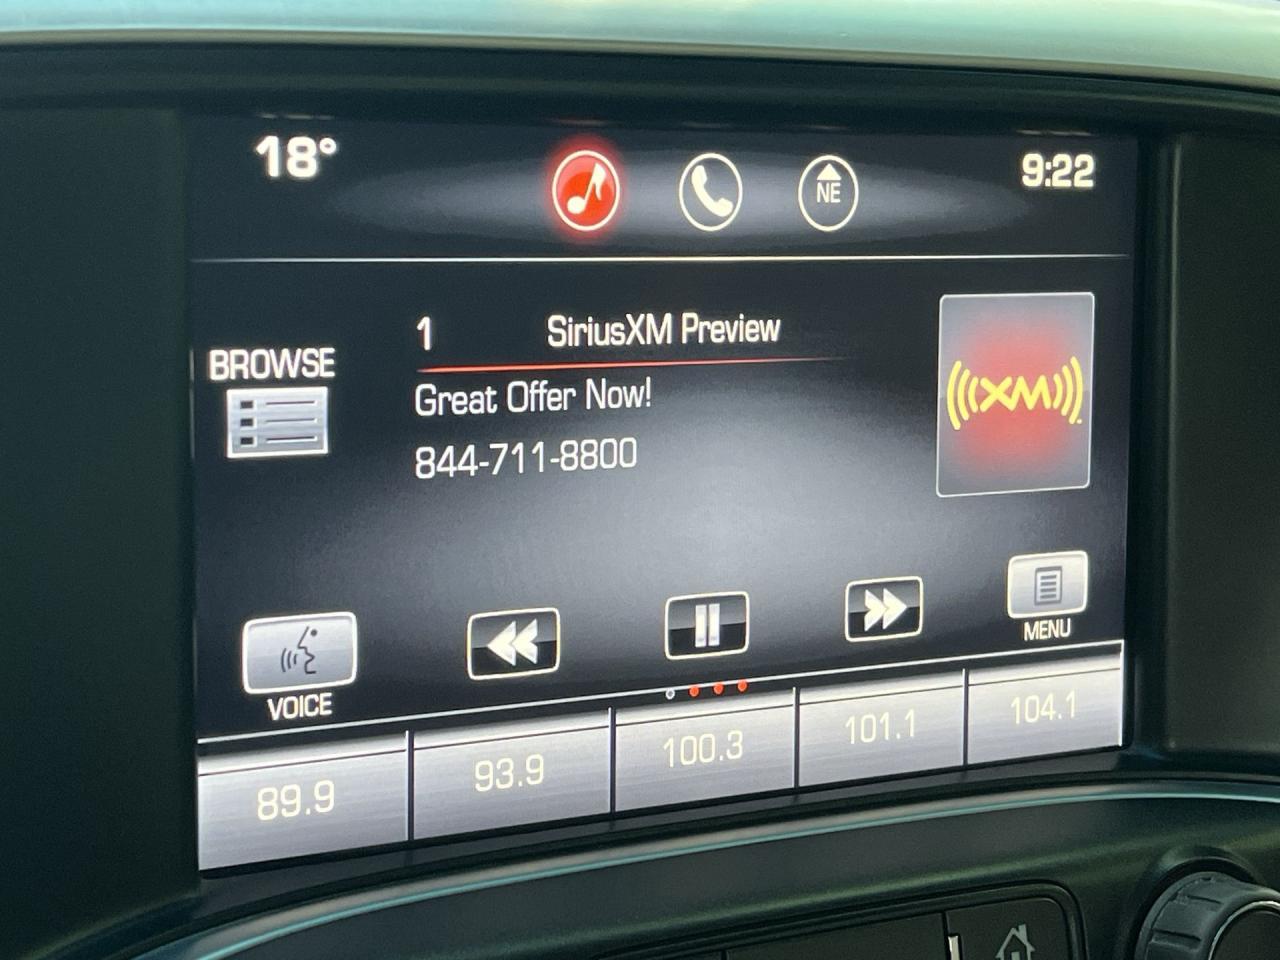 18°
NE
9:22
1 SiriusXM Preview
BROWSE
Great Offer Now!
844-711-8800
XM
VOICE
MENU
89.9
93.9
100.3
101.1
104.1